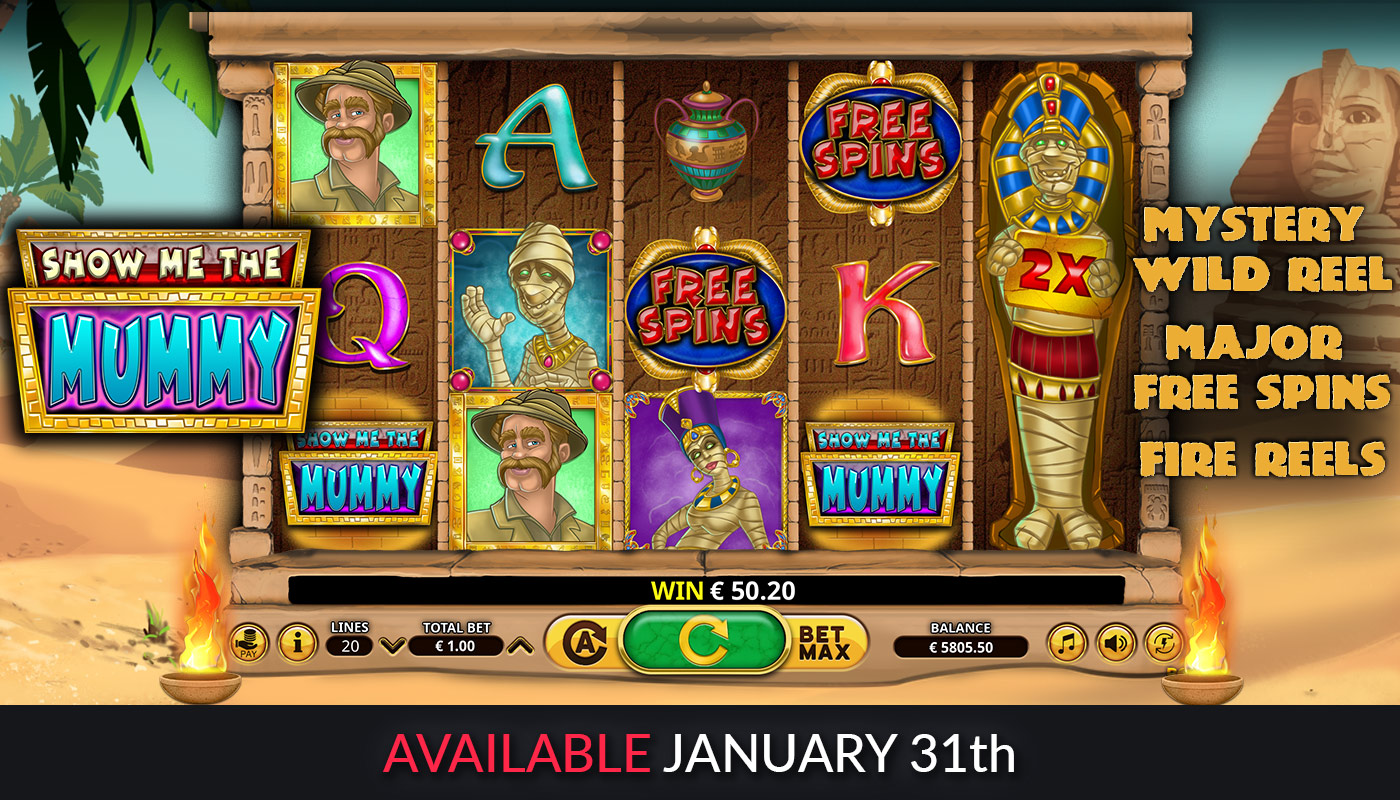 A
FREE
SPINS
SHOW ME THE
MUMMY
Q
FREE
SPINS
K
2X
MYSTERY
WILD REEL
MAJOR
FREE SPINS
FIRE REELS
SHOW ME THE
MUMMY
SHOW ME THE
MUMMY
WIN € 50.20
PAY
i
LINES
20
TOTAL BET
€ 1.00
A
BET
MAX
BALANCE
€ 5805.50
AVAILABLE JANUARY 31th